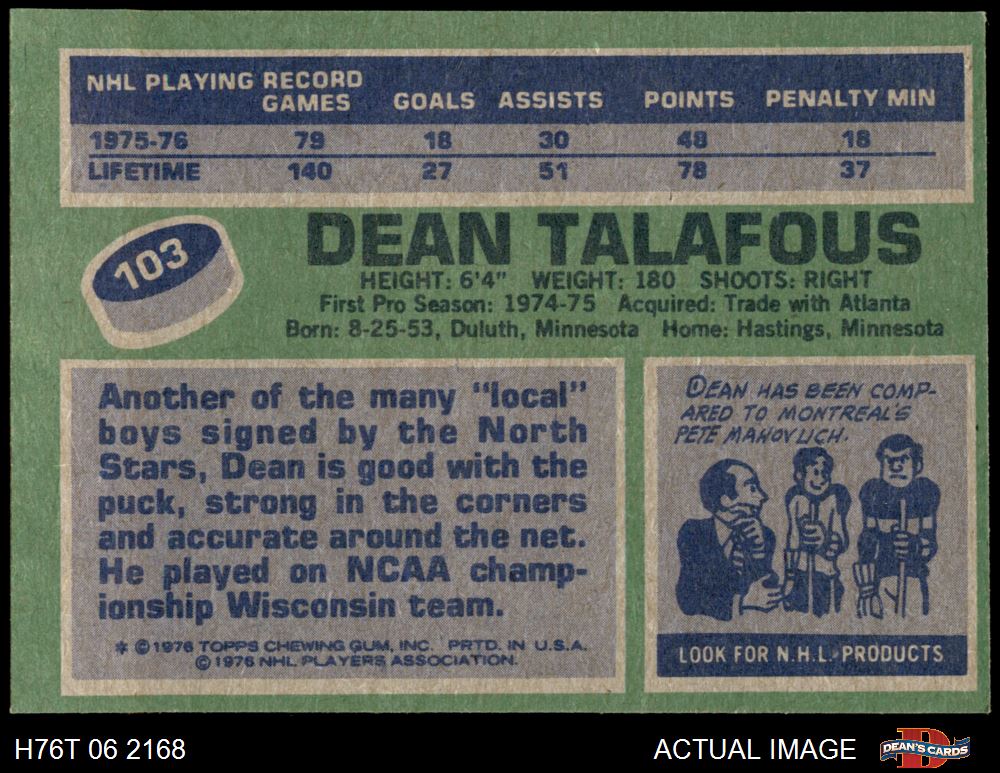 NHL PLAYING RECORD
GAMES GOALS ASSISTS POINTS PENALTY MIN
1975-76 79 18 30 48 18
LIFETIME 140 27 51 78 37
103
DEAN TALAFOUS
HEIGHT: 6'4" WEIGHT: 180 SHOOTS: RIGHT
First Pro Season: 1974-75 Acquired: Trade with Atlanta
Born: 8-25-53, Duluth, Minnesota Home: Hastings, Minnesota
Another of the many "local"
boys signed by the North
Stars, Dean is good with the
puck, strong in the corners
and accurate around the net.
He played on NCAA champ-
ionship Wisconsin team.
* © 1976 TOPPS CHEWING GUM, INC. PRTD. IN U.S.A.
© 1976 NHL PLAYERS ASSOCIATION.
DEAN HAS BEEN COMP-
ARED TO MONTREAL'S
PETE MAHOVLICH.
LOOK FOR N.H.L. PRODUCTS
H76T 06 2168
ACTUAL IMAGE
D
DEAN'S CARDS